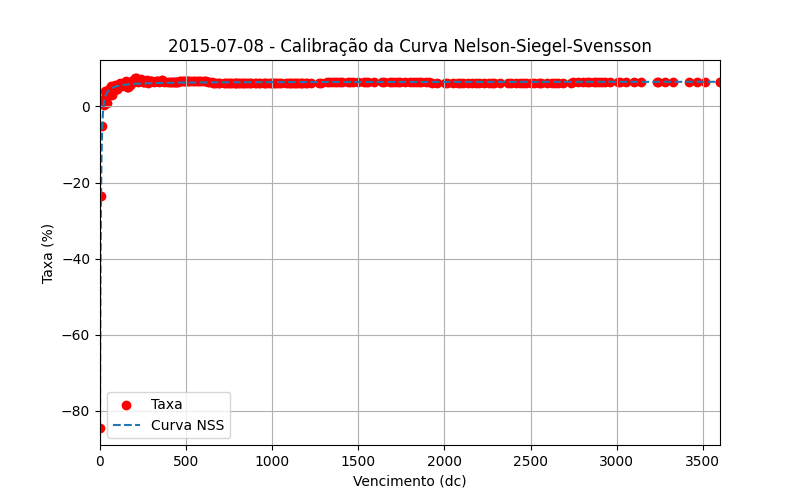 2015-07-08 - Calibração da Curva Nelson-Siegel-Svensson
Taxa (%)
0
−20
−40
−60
−80
Taxa
Curva NSS
0 500 1000 1500 2000 2500 3000 3500
Vencimento (dc)